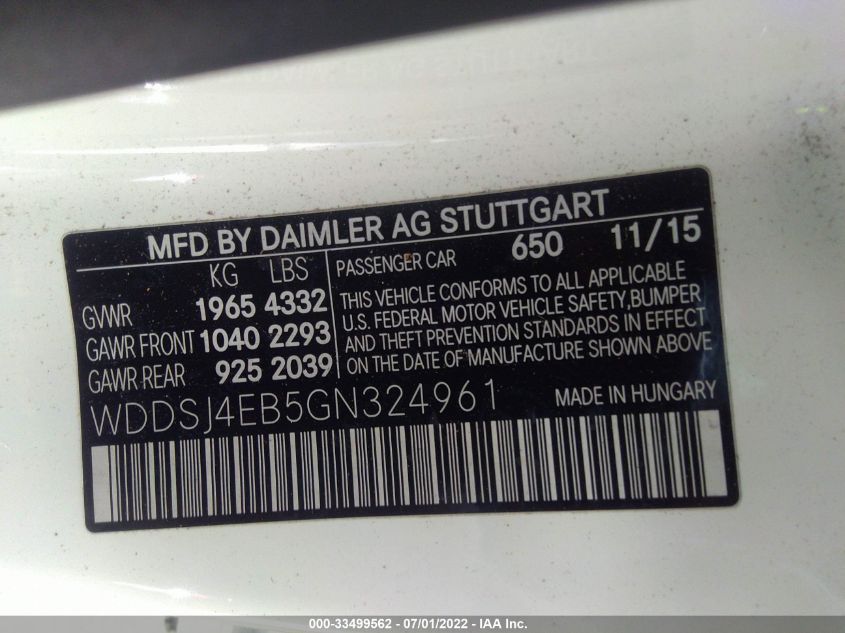 MFD BY DAIMLER AG STUTTGART
KG LBS
GVWR 1965 4332
GAWR FRONT 1040 2293
GAWR REAR 925 2039
PASSENGER CAR 650 11/15
THIS VEHICLE CONFORMS TO ALL APPLICABLE
U.S. FEDERAL MOTOR VEHICLE SAFETY,BUMPER
AND THEFT PREVENTION STANDARDS IN EFFECT
ON THE DATE OF MANUFACTURE SHOWN ABOVE
WDDSJ4EB5GN324961 MADE IN HUNGARY
000-33499562 - 07/01/2022 - IAA Inc.